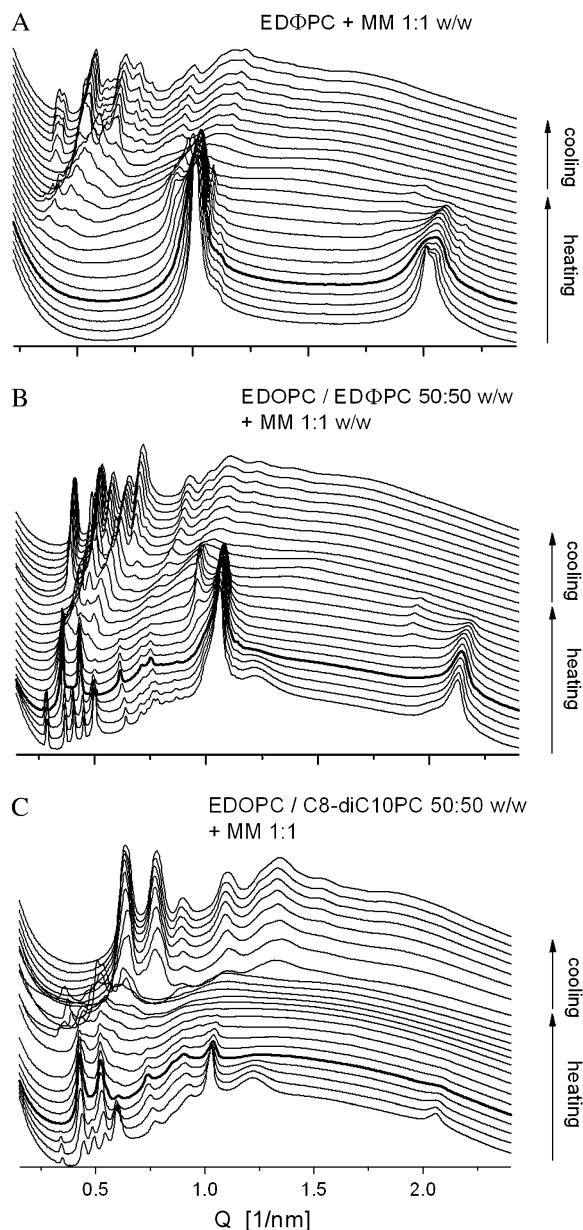 A
EDΦPC + MM 1:1 w/w
cooling
heating
B
EDOPC / EDΦPC 50:50 w/w
+ MM 1:1 w/w
cooling
heating
C
EDOPC / C8-diC10PC 50:50 w/w
+ MM 1:1
cooling
heating
0.5 1.0 1.5 2.0
Q [1/nm]